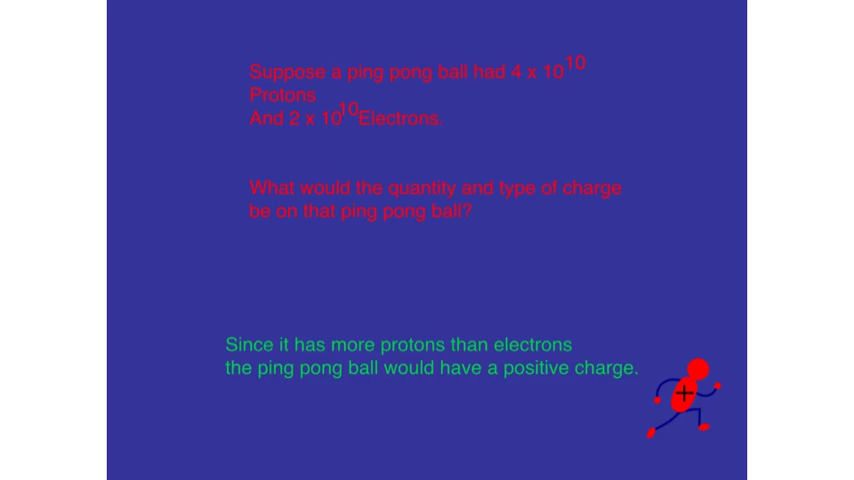 Suppose a ping pong ball had 4 x 10^10
Protons
And 2 x 10^10 Electrons.
What would the quantity and type of charge
be on that ping pong ball?
Since it has more protons than electrons
the ping pong ball would have a positive charge.
+